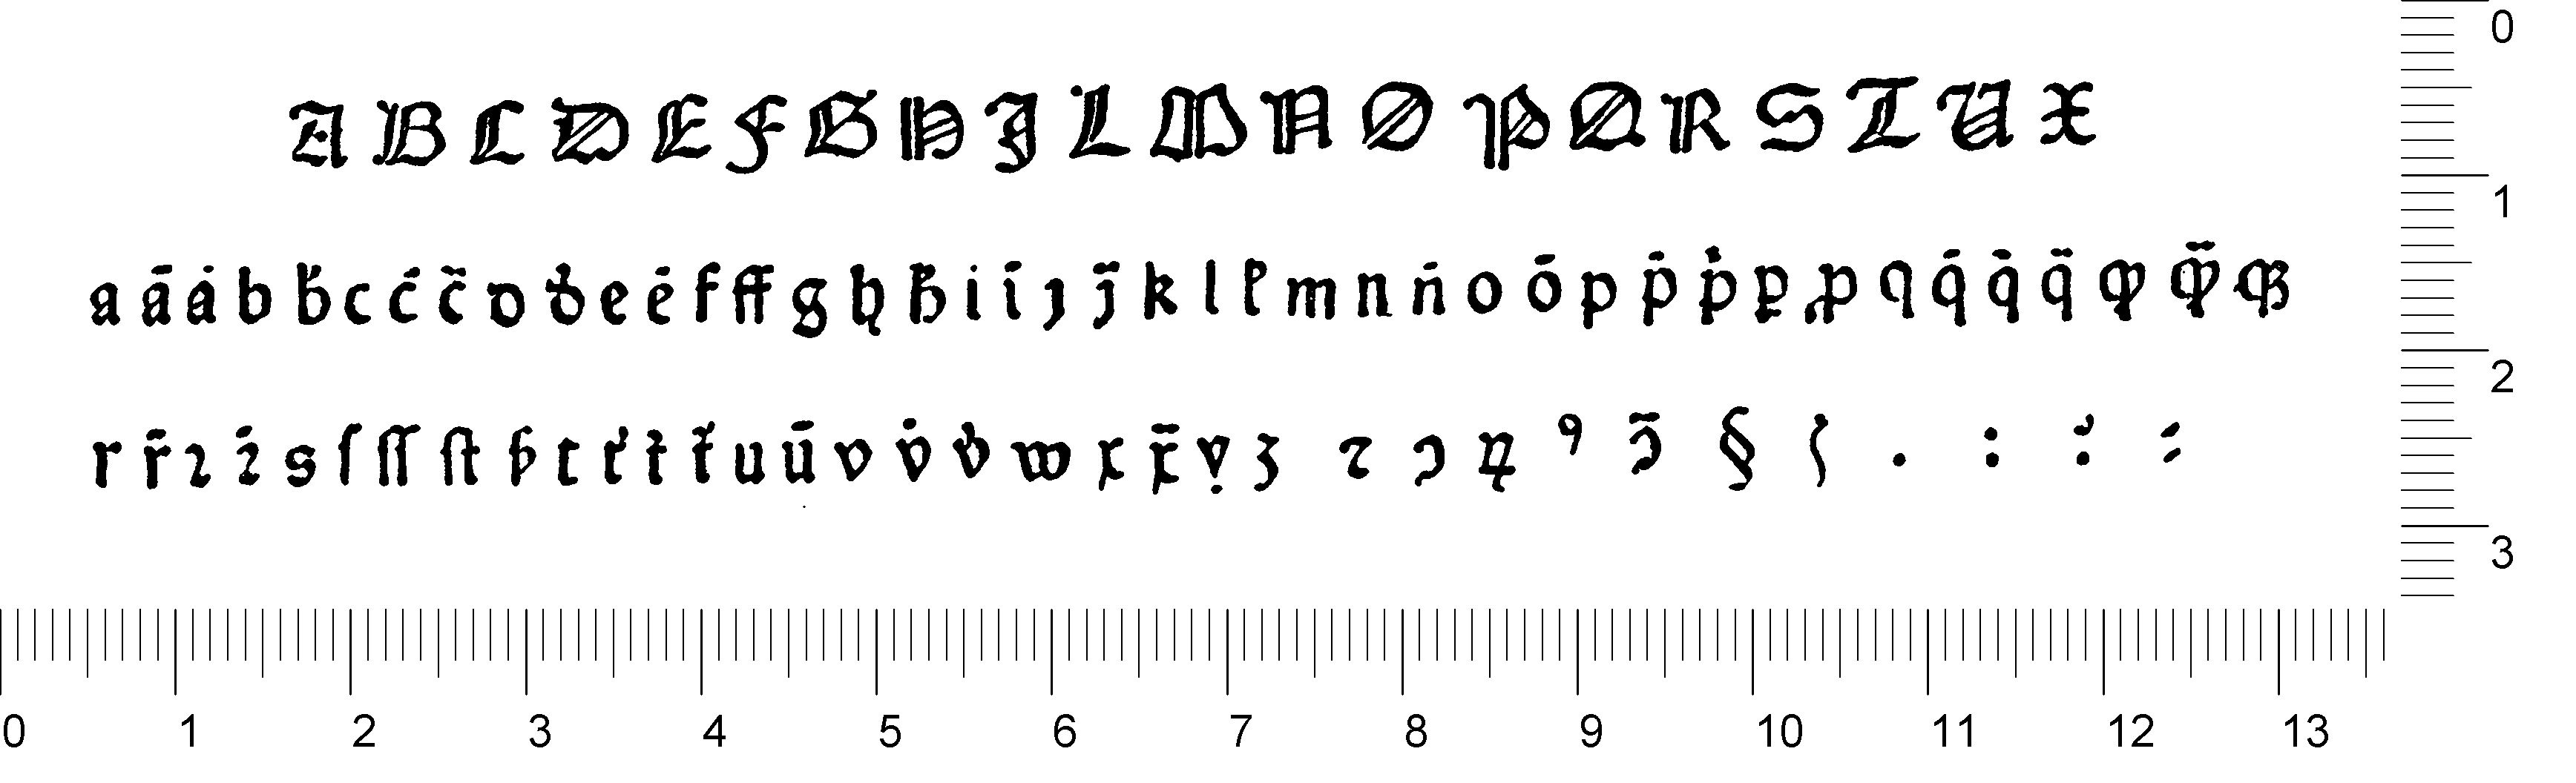 A B C D E F G H J L M N O P Q R S T U X
a ā á b b̄ c ć c̄ d d̄ e ē f ff g ḥ ħ i ī ȷ j̄ k l ł m n n̄ o ō p p̄ ṗ ꝑ ꝓ q q̄ q̇ q̃
r r̄ ꝛ ꝛ̄ s ſ ſſ ſt t t̄ u ū v v̄ v̇ w x x̄ ỿ ʒ ⁊ ɔ ꝝ ꝰ ɔ̄ § . :
0
1
2
3
0 1 2 3 4 5 6 7 8 9 10 11 12 13